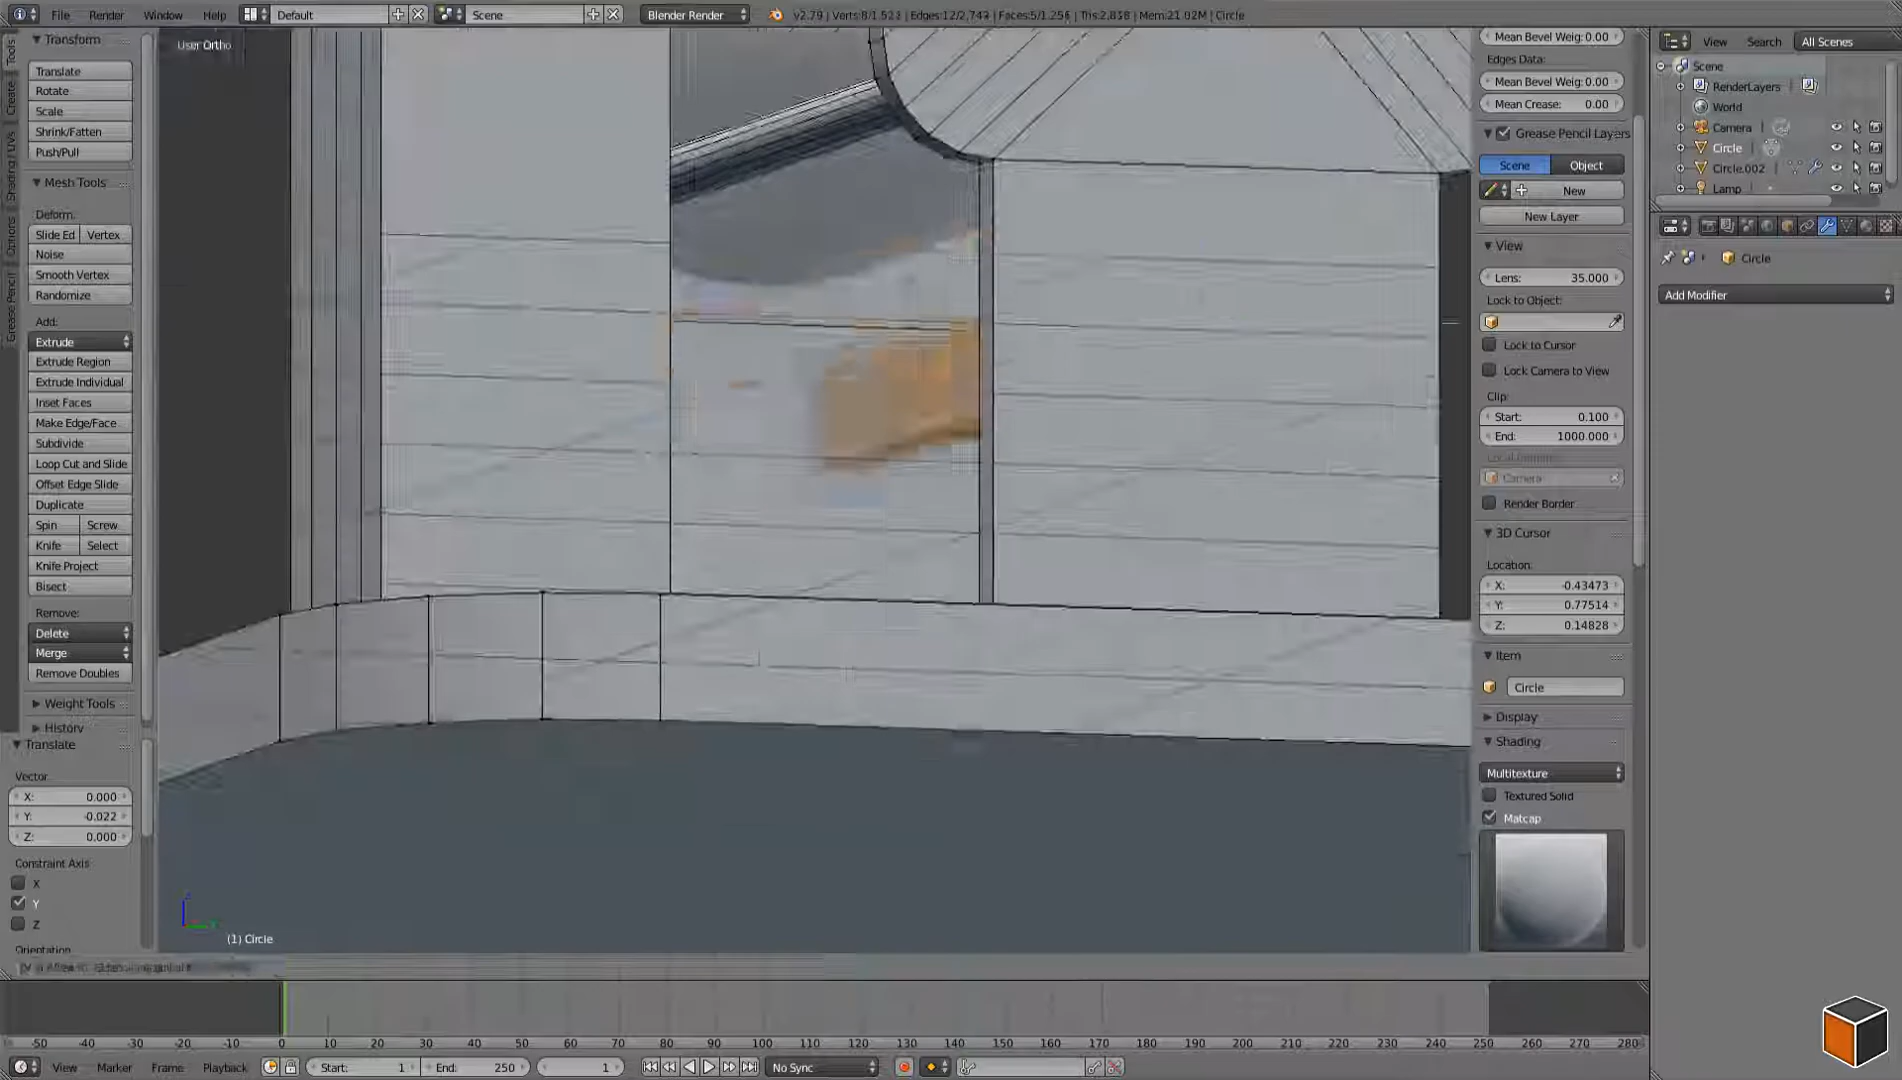 File Render Window Help Default Scene Blender Render v2.79 | Verts:8/1,523 | Edges:12/2,743 | Faces:5/1,256 | Tris:2,838 | Mem:21.02M | Circle
Tools
Create
Shading / UVs
Options
Grease Pencil
Transform
Translate
Rotate
Scale
Shrink/Fatten
Push/Pull
Mesh Tools
Deform:
Slide Ed Vertex
Noise
Smooth Vertex
Randomize
Add:
Extrude
Extrude Region
Extrude Individual
Inset Faces
Make Edge/Face
Subdivide
Loop Cut and Slide
Offset Edge Slide
Duplicate
Spin Screw
Knife Select
Knife Project
Bisect
Remove:
Delete
Merge
Remove Doubles
Weight Tools
History
Translate
Vector
X: 0.000
Y: -0.022
Z: 0.000
Constraint Axis
X
Y
Z
Orientation
User Ortho
(1) Circle
Mean Bevel Weig: 0.00
Edges Data:
Mean Bevel Weig: 0.00
Mean Crease: 0.00
Grease Pencil Layers
Scene Object
New
New Layer
View
Lens: 35.000
Lock to Object:
Lock to Cursor
Lock Camera to View
Clip:
Start: 0.100
End: 1000.000
Camera
Render Border
3D Cursor
Location:
X: -0.43473
Y: 0.77514
Z: 0.14828
Item
Circle
Display
Shading
Multitexture
Textured Solid
Matcap
View Search All Scenes
Scene
RenderLayers
World
Camera
Circle
Circle.002
Lamp
Circle
Add Modifier
-50 -40 -30 -20 -10 0 10 20 30 40 50 60 70 80 90 100 110 120 130 140 150 160 170 180 190 200 210 220 230 240 250 260 270 280
View Marker Frame Playback Start: 1 End: 250 1 No Sync